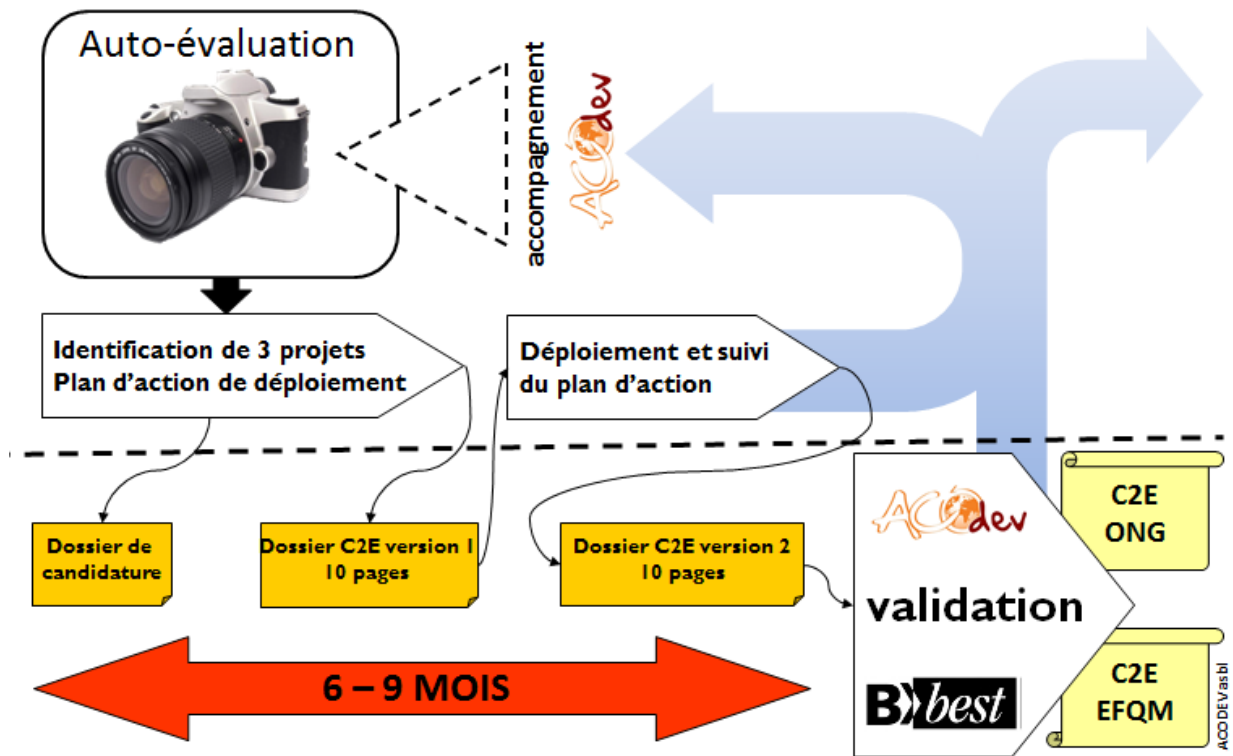 Auto-évaluation
accompagnement
ACOdev
Identification de 3 projets
Plan d’action de déploiement
Déploiement et suivi
du plan d’action
Dossier de
candidature
Dossier C2E version 1
10 pages
Dossier C2E version 2
10 pages
ACOdev
validation
B best
C2E
ONG
C2E
EFQM
6 – 9 MOIS
ACODEV asbl